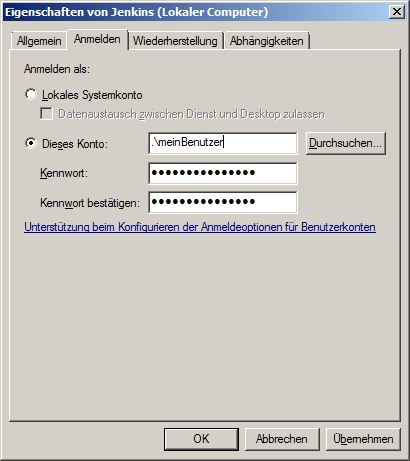 Eigenschaften von Jenkins (Lokaler Computer)
Allgemein Anmelden Wiederherstellung Abhängigkeiten
Anmelden als:
Lokales Systemkonto
Datenaustausch zwischen Dienst und Desktop zulassen
Dieses Konto: .\meinBenutzer Durchsuchen...
Kennwort: ●●●●●●●●●●●●●●●
Kennwort bestätigen: ●●●●●●●●●●●●●●●
Unterstützung beim Konfigurieren der Anmeldeoptionen für Benutzerkonten
OK Abbrechen Übernehmen